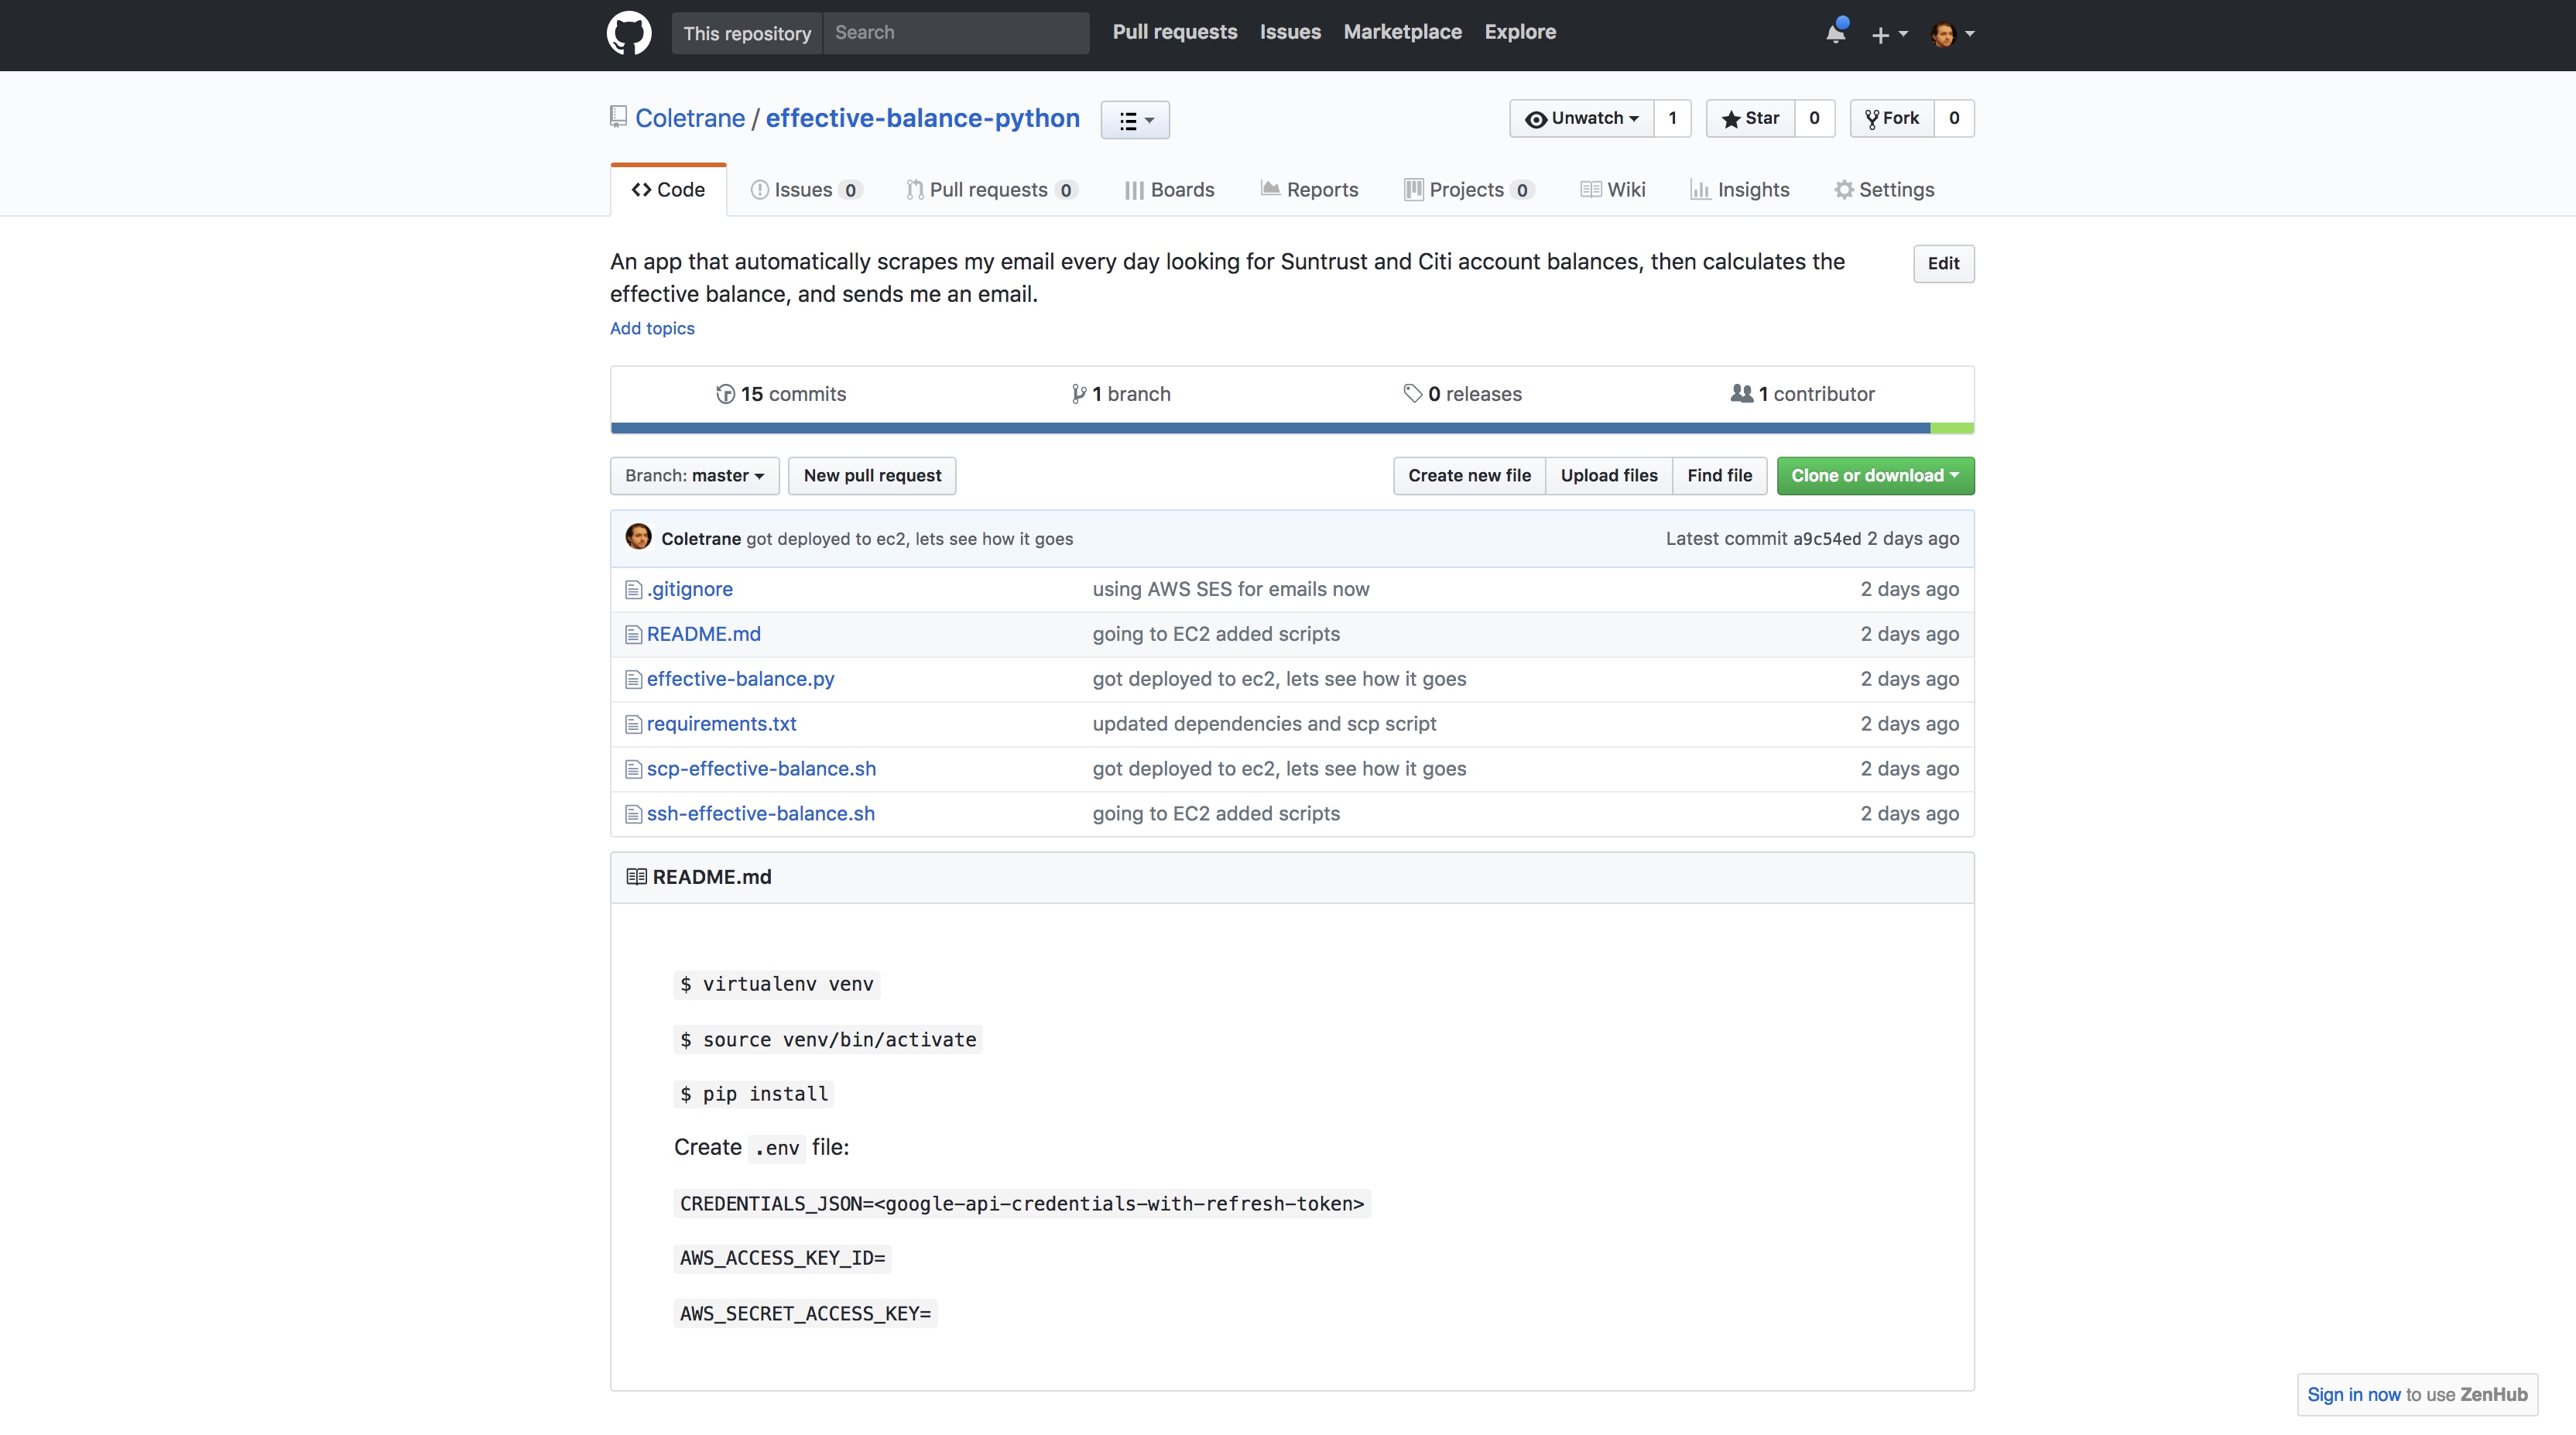 This repository Search Pull requests Issues Marketplace Explore
Coletrane / effective-balance-python Unwatch 1 Star 0 Fork 0
Code Issues 0 Pull requests 0 Boards Reports Projects 0 Wiki Insights Settings
An app that automatically scrapes my email every day looking for Suntrust and Citi account balances, then calculates the Edit
effective balance, and sends me an email.
Add topics
15 commits 1 branch 0 releases 1 contributor
Branch: master New pull request Create new file Upload files Find file Clone or download
Coletrane got deployed to ec2, lets see how it goes Latest commit a9c54ed 2 days ago
.gitignore using AWS SES for emails now 2 days ago
README.md going to EC2 added scripts 2 days ago
effective-balance.py got deployed to ec2, lets see how it goes 2 days ago
requirements.txt updated dependencies and scp script 2 days ago
scp-effective-balance.sh got deployed to ec2, lets see how it goes 2 days ago
ssh-effective-balance.sh going to EC2 added scripts 2 days ago
README.md
$ virtualenv venv
$ source venv/bin/activate
$ pip install
Create .env file:
CREDENTIALS_JSON=<google-api-credentials-with-refresh-token>
AWS_ACCESS_KEY_ID=
AWS_SECRET_ACCESS_KEY=
Sign in now to use ZenHub